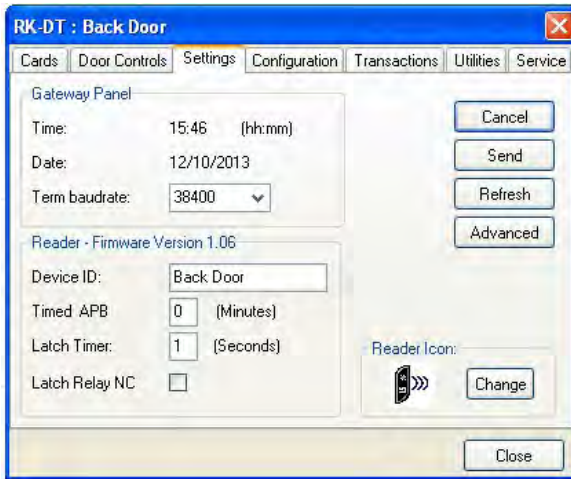 RK-DT : Back Door
Cards Door Controls Settings Configuration Transactions Utilities Service
Gateway Panel
Time: 15:46 (hh:mm)
Date: 12/10/2013
Term baudrate: 38400
Cancel
Send
Refresh
Advanced
Reader - Firmware Version 1.06
Device ID: Back Door
Timed APB 0 (Minutes)
Latch Timer: 1 (Seconds)
Latch Relay NC
Reader Icon:
Change
Close